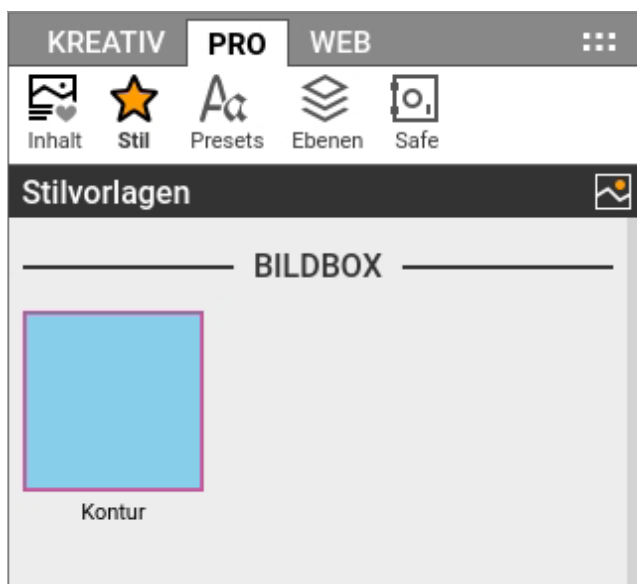 KREATIV PRO WEB
Inhalt Stil Presets Ebenen Safe
Stilvorlagen
BILDBOX
Kontur